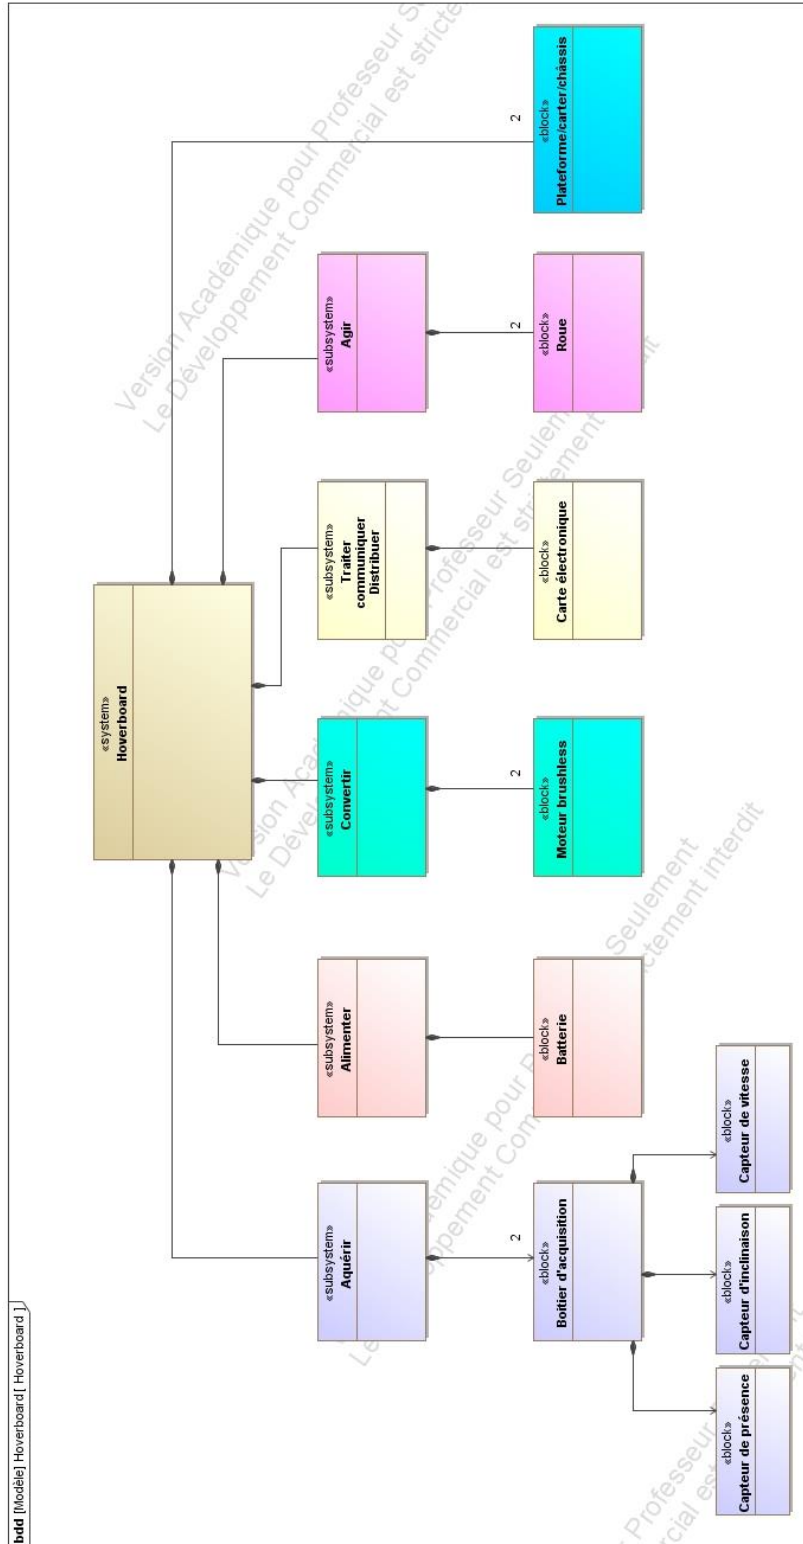 bdd [Modèle] Hoverboard [ Hoverboard ]
«system»
Hoverboard
«subsystem»
Aquérir
«subsystem»
Alimenter
«subsystem»
Convertir
«subsystem»
Traiter
communiquer
Distribuer
«subsystem»
Agir
2
«block»
Boitier d'acquisition
«block»
Batterie
2
«block»
Moteur brushless
«block»
Carte électronique
2
«block»
Roue
2
«block»
Plateforme/carter/châssis
«block»
Capteur de présence
«block»
Capteur d'inclinaison
«block»
Capteur de vitesse
Version Académique pour Professeur Seulement
Le Développement Commercial est strictement interdit